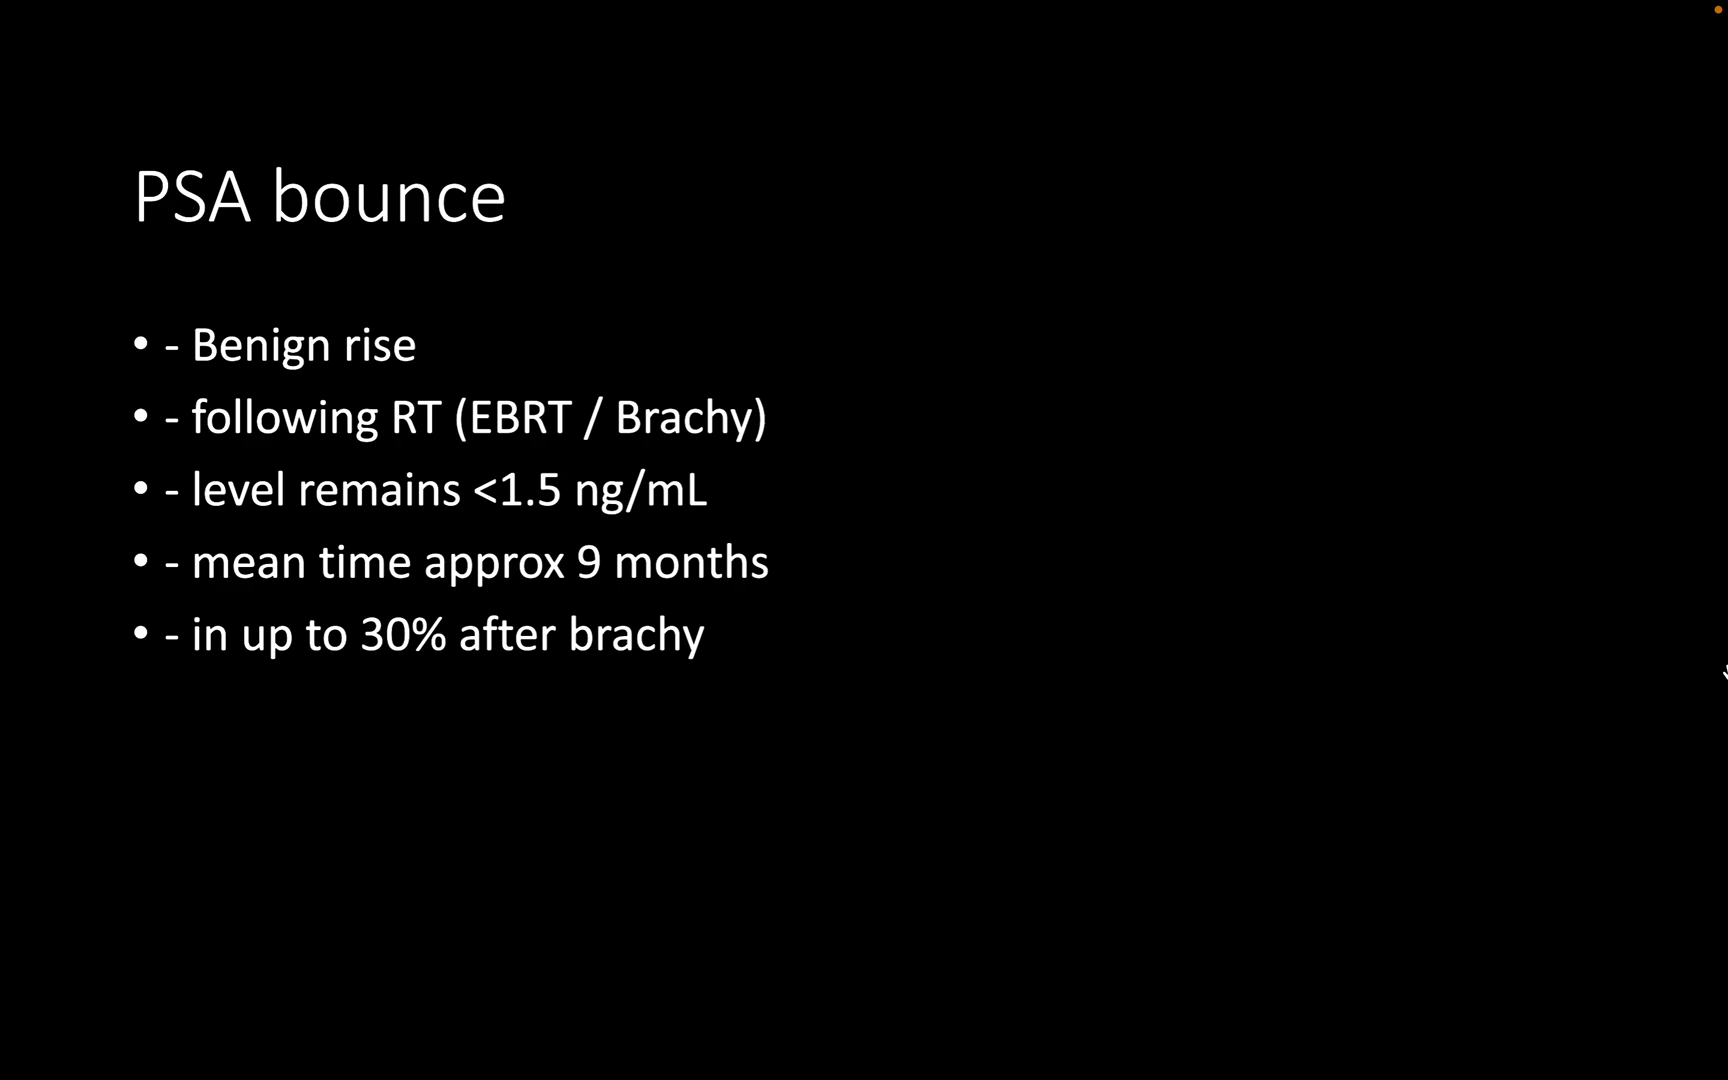 PSA bounce
• - Benign rise
• - following RT (EBRT / Brachy)
• - level remains <1.5 ng/mL
• - mean time approx 9 months
• - in up to 30% after brachy